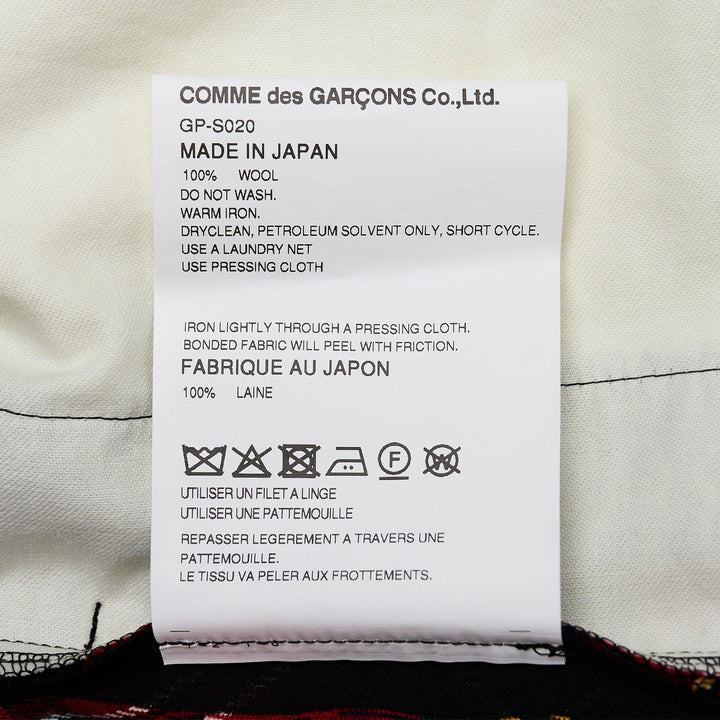 COMME des GARÇONS Co.,Ltd.
GP-S020
MADE IN JAPAN
100% WOOL
DO NOT WASH.
WARM IRON.
DRYCLEAN, PETROLEUM SOLVENT ONLY, SHORT CYCLE.
USE A LAUNDRY NET
USE PRESSING CLOTH
IRON LIGHTLY THROUGH A PRESSING CLOTH.
BONDED FABRIC WILL PEEL WITH FRICTION.
FABRIQUE AU JAPON
100% LAINE
F W
UTILISER UN FILET A LINGE
UTILISER UNE PATTEMOUILLE
REPASSER LEGEREMENT A TRAVERS UNE
PATTEMOUILLE.
LE TISSU VA PELER AUX FROTTEMENTS.